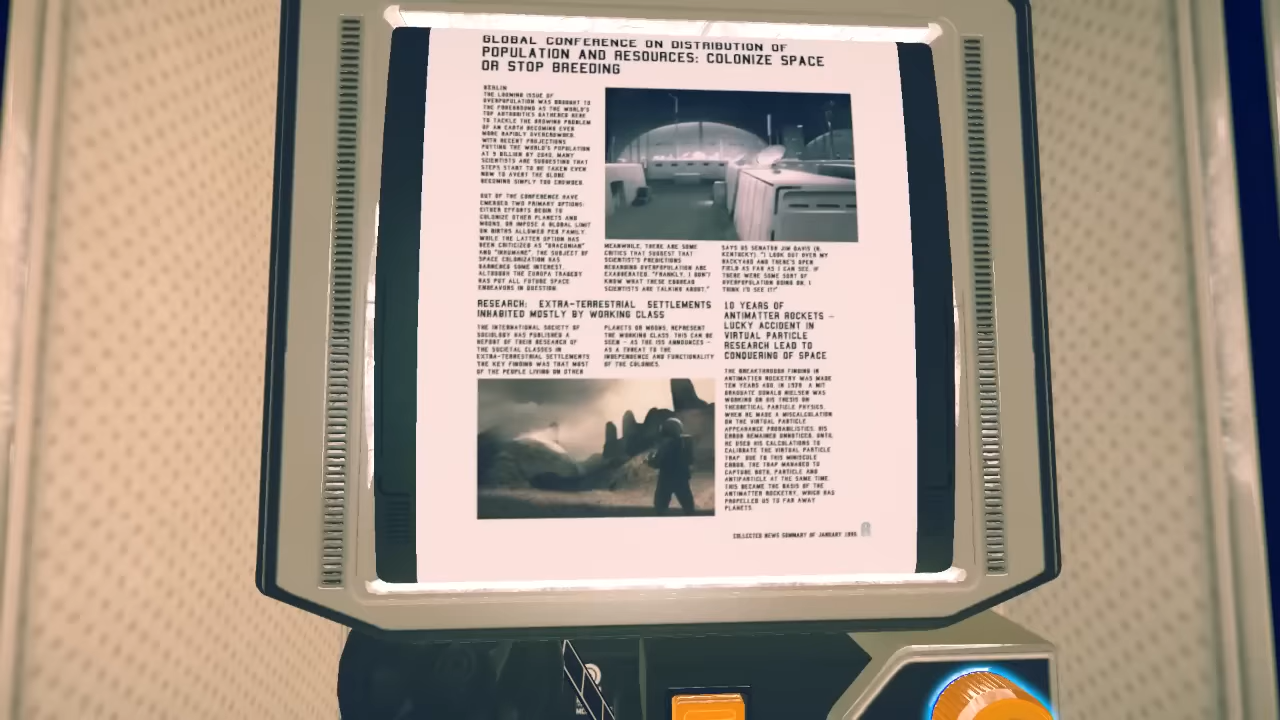 GLOBAL CONFERENCE ON DISTRIBUTION OF
POPULATION AND RESOURCES: COLONIZE SPACE
OR STOP BREEDING
BERLIN
THE LOOMING ISSUE OF
OVERPOPULATION WAS BROUGHT TO
THE FOREGROUND AS THE WORLD'S
TOP AUTHORITIES GATHERED HERE
TO TACKLE THE GROWING PROBLEM
OF AN EARTH BECOMING EVER
MORE RAPIDLY OVERCROWDED.
WITH RECENT PROJECTIONS
PUTTING THE WORLD'S POPULATION
AT 9 BILLION BY 2040, MANY
SCIENTISTS ARE SUGGESTING THAT
STEPS START TO BE TAKEN EVEN
NOW TO AVERT THE GLOBE
BECOMING SIMPLY TOO CROWDED.
OUT OF THE CONFERENCE HAVE
EMERGED TWO PRIMARY OPTIONS:
EITHER EFFORTS BEGIN TO
COLONIZE OTHER PLANETS AND
MOONS, OR IMPOSE A GLOBAL LIMIT
ON BIRTHS ALLOWED PER FAMILY.
WHILE THE LATTER OPTION HAS
BEEN CRITICIZED AS "DRACONIAN"
AND "INHUMANE", THE SUBJECT OF
SPACE COLONIZATION HAS
GARNERED SOME INTEREST,
ALTHOUGH THE EUROPA TRAGEDY
HAS PUT ALL FUTURE SPACE
ENDEAVORS IN QUESTION.
MEANWHILE, THERE ARE SOME
CRITICS THAT SUGGEST THAT
SCIENTIST'S PREDICTIONS
REGARDING OVERPOPULATION ARE
EXAGGERATED. "FRANKLY, I DON'T
KNOW WHAT THESE EGGHEAD
SCIENTISTS ARE TALKING ABOUT,"
SAYS US SENATOR JIM DAVIS (R,
KENTUCKY). "I LOOK OUT OVER MY
BACKYARD AND THERE'S OPEN
FIELD AS FAR AS I CAN SEE. IF
THERE WERE SOME SORT OF
OVERPOPULATION GOING ON, I
THINK I'D SEE IT!"
RESEARCH: EXTRA-TERRESTRIAL SETTLEMENTS
INHABITED MOSTLY BY WORKING CLASS
THE INTERNATIONAL SOCIETY OF
SOCIOLOGY HAS PUBLISHED A
REPORT OF THEIR RESEARCH OF
THE SOCIETAL CLASSES IN
EXTRA-TERRESTRIAL SETTLEMENTS.
THE KEY FINDING WAS THAT MOST
OF THE PEOPLE LIVING ON OTHER
PLANETS OR MOONS, REPRESENT
THE WORKING CLASS. THIS CAN BE
SEEN - AS THE ISS ANNOUNCES -
AS A THREAT TO THE
INDEPENDENCE AND FUNCTIONALITY
OF THE COLONIES.
10 YEARS OF
ANTIMATTER ROCKETS -
LUCKY ACCIDENT IN
VIRTUAL PARTICLE
RESEARCH LEAD TO
CONQUERING OF SPACE
THE BREAKTHROUGH FINDING IN
ANTIMATTER ROCKETRY WAS MADE
TEN YEARS AGO. IN 1978 A MIT
GRADUATE DONALD NIELSEN WAS
WORKING ON HIS THESIS ON
THEORETICAL PARTICLE PHYSICS,
WHEN HE MADE A MISCALCULATION
ON THE VIRTUAL PARTICLE
APPEARANCE PROBABILISTICS. HIS
ERROR REMAINED UNNOTICED, UNTIL
HE USED HIS CALCULATIONS TO
CALIBRATE THE VIRTUAL PARTICLE
TRAP. DUE TO THIS MINISCULE
ERROR, THE TRAP MANAGED TO
CAPTURE BOTH, PARTICLE AND
ANTIPARTICLE AT THE SAME TIME.
THIS BECAME THE BASIS OF THE
ANTIMATTER ROCKETRY, WHICH HAS
PROPELLED US TO FAR AWAY
PLANETS.
COLLECTED NEWS SUMMARY OF JANUARY